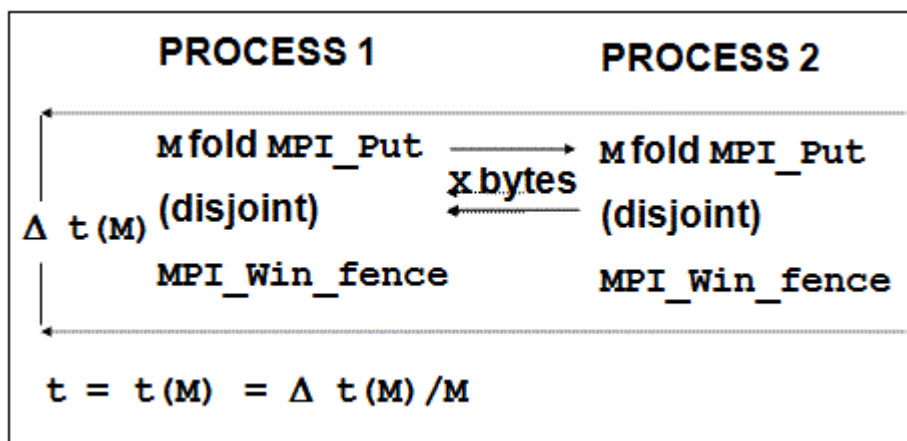 PROCESS 1 PROCESS 2
M fold MPI_Put M fold MPI_Put
X bytes
(disjoint) (disjoint)
Δ t(M)
MPI_Win_fence MPI_Win_fence
t = t(M) = Δ t(M)/M